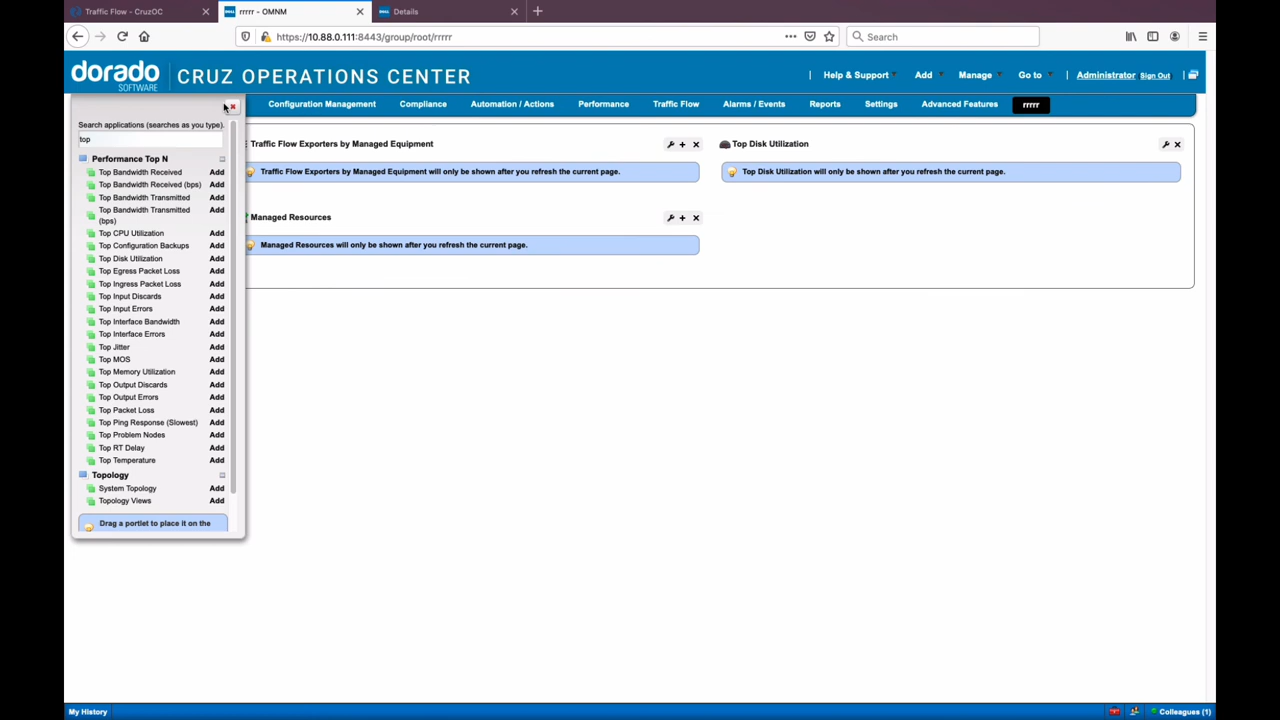 Traffic Flow - CruzOC
DELL
rrrrr - OMNM
DELL
Details
https://10.88.0.111:8443/group/root/rrrrr
Search
dorado
SOFTWARE
CRUZ OPERATIONS CENTER
Help & Support
Add
Manage
Go to
Administrator
Sign Out
Configuration Management
Compliance
Automation / Actions
Performance
Traffic Flow
Alarms / Events
Reports
Settings
Advanced Features
rrrrr
Search applications (searches as you type).
top
Performance Top N
Top Bandwidth Received Add
Top Bandwidth Received (bps) Add
Top Bandwidth Transmitted Add
Top Bandwidth Transmitted Add
(bps)
Top CPU Utilization Add
Top Configuration Backups Add
Top Disk Utilization Add
Top Egress Packet Loss Add
Top Ingress Packet Loss Add
Top Input Discards Add
Top Input Errors Add
Top Interface Bandwidth Add
Top Interface Errors Add
Top Jitter Add
Top MOS Add
Top Memory Utilization Add
Top Output Discards Add
Top Output Errors Add
Top Packet Loss Add
Top Ping Response (Slowest) Add
Top Problem Nodes Add
Top RT Delay Add
Top Temperature Add
Topology
System Topology Add
Topology Views Add
Drag a portlet to place it on the
Traffic Flow Exporters by Managed Equipment
Traffic Flow Exporters by Managed Equipment will only be shown after you refresh the current page.
Managed Resources
Managed Resources will only be shown after you refresh the current page.
Top Disk Utilization
Top Disk Utilization will only be shown after you refresh the current page.
My History
Colleagues (1)